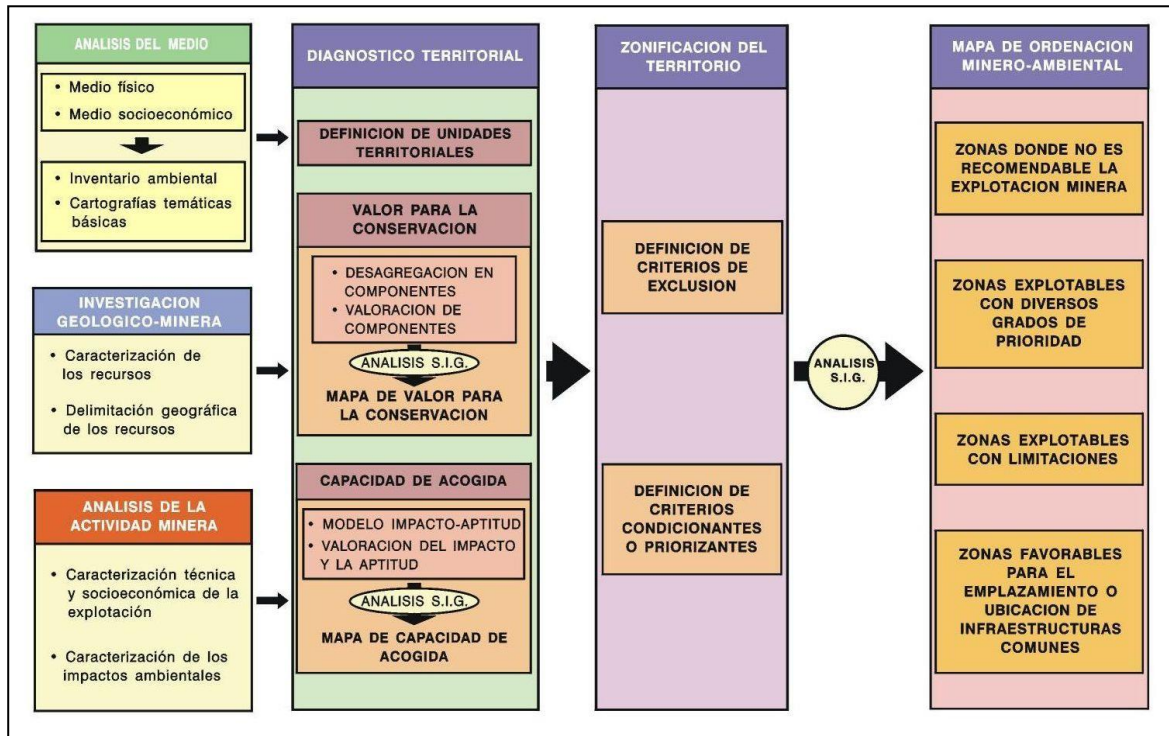 ANALISIS DEL MEDIO
• Medio físico
• Medio socioeconómico
• Inventario ambiental
• Cartografías temáticas
básicas
INVESTIGACION
GEOLOGICO-MINERA
• Caracterización de
los recursos
• Delimitación geográfica
de los recursos
ANALISIS DE LA
ACTIVIDAD MINERA
• Caracterización técnica
y socioeconómica de la
explotación
• Caracterización de los
impactos ambientales
DIAGNOSTICO TERRITORIAL
DEFINICION DE UNIDADES
TERRITORIALES
VALOR PARA LA
CONSERVACION
• DESAGREGACION EN
COMPONENTES
• VALORACION DE
COMPONENTES
ANALISIS S.I.G.
MAPA DE VALOR PARA
LA CONSERVACION
CAPACIDAD DE ACOGIDA
• MODELO IMPACTO-APTITUD
• VALORACION DEL IMPACTO
Y LA APTITUD
ANALISIS S.I.G.
MAPA DE CAPACIDAD DE
ACOGIDA
ZONIFICACION DEL
TERRITORIO
DEFINICION DE
CRITERIOS DE
EXCLUSION
DEFINICION DE
CRITERIOS
CONDICIONANTES
O PRIORIZANTES
ANALISIS
S.I.G.
MAPA DE ORDENACION
MINERO-AMBIENTAL
ZONAS DONDE NO ES
RECOMENDABLE LA
EXPLOTACION MINERA
ZONAS EXPLOTABLES
CON DIVERSOS
GRADOS DE
PRIORIDAD
ZONAS EXPLOTABLES
CON LIMITACIONES
ZONAS FAVORABLES
PARA EL
EMPLAZAMIENTO O
UBICACION DE
INFRAESTRUCTURAS
COMUNES